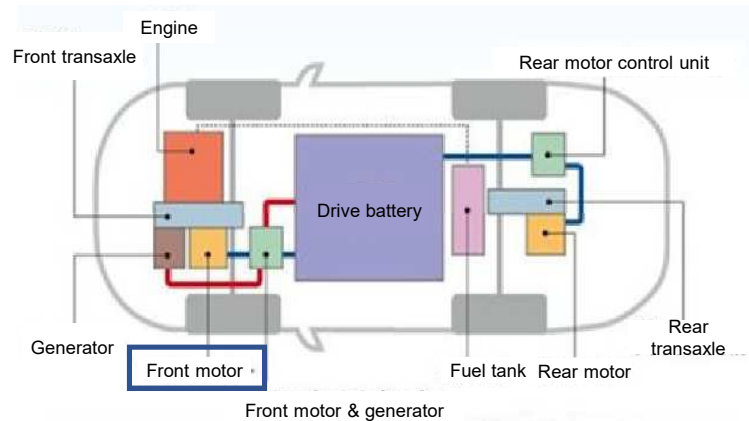 Engine
Front transaxle
Rear motor control unit
Drive battery
Generator
Front motor
Fuel tank
Rear motor
Rear
transaxle
Front motor & generator